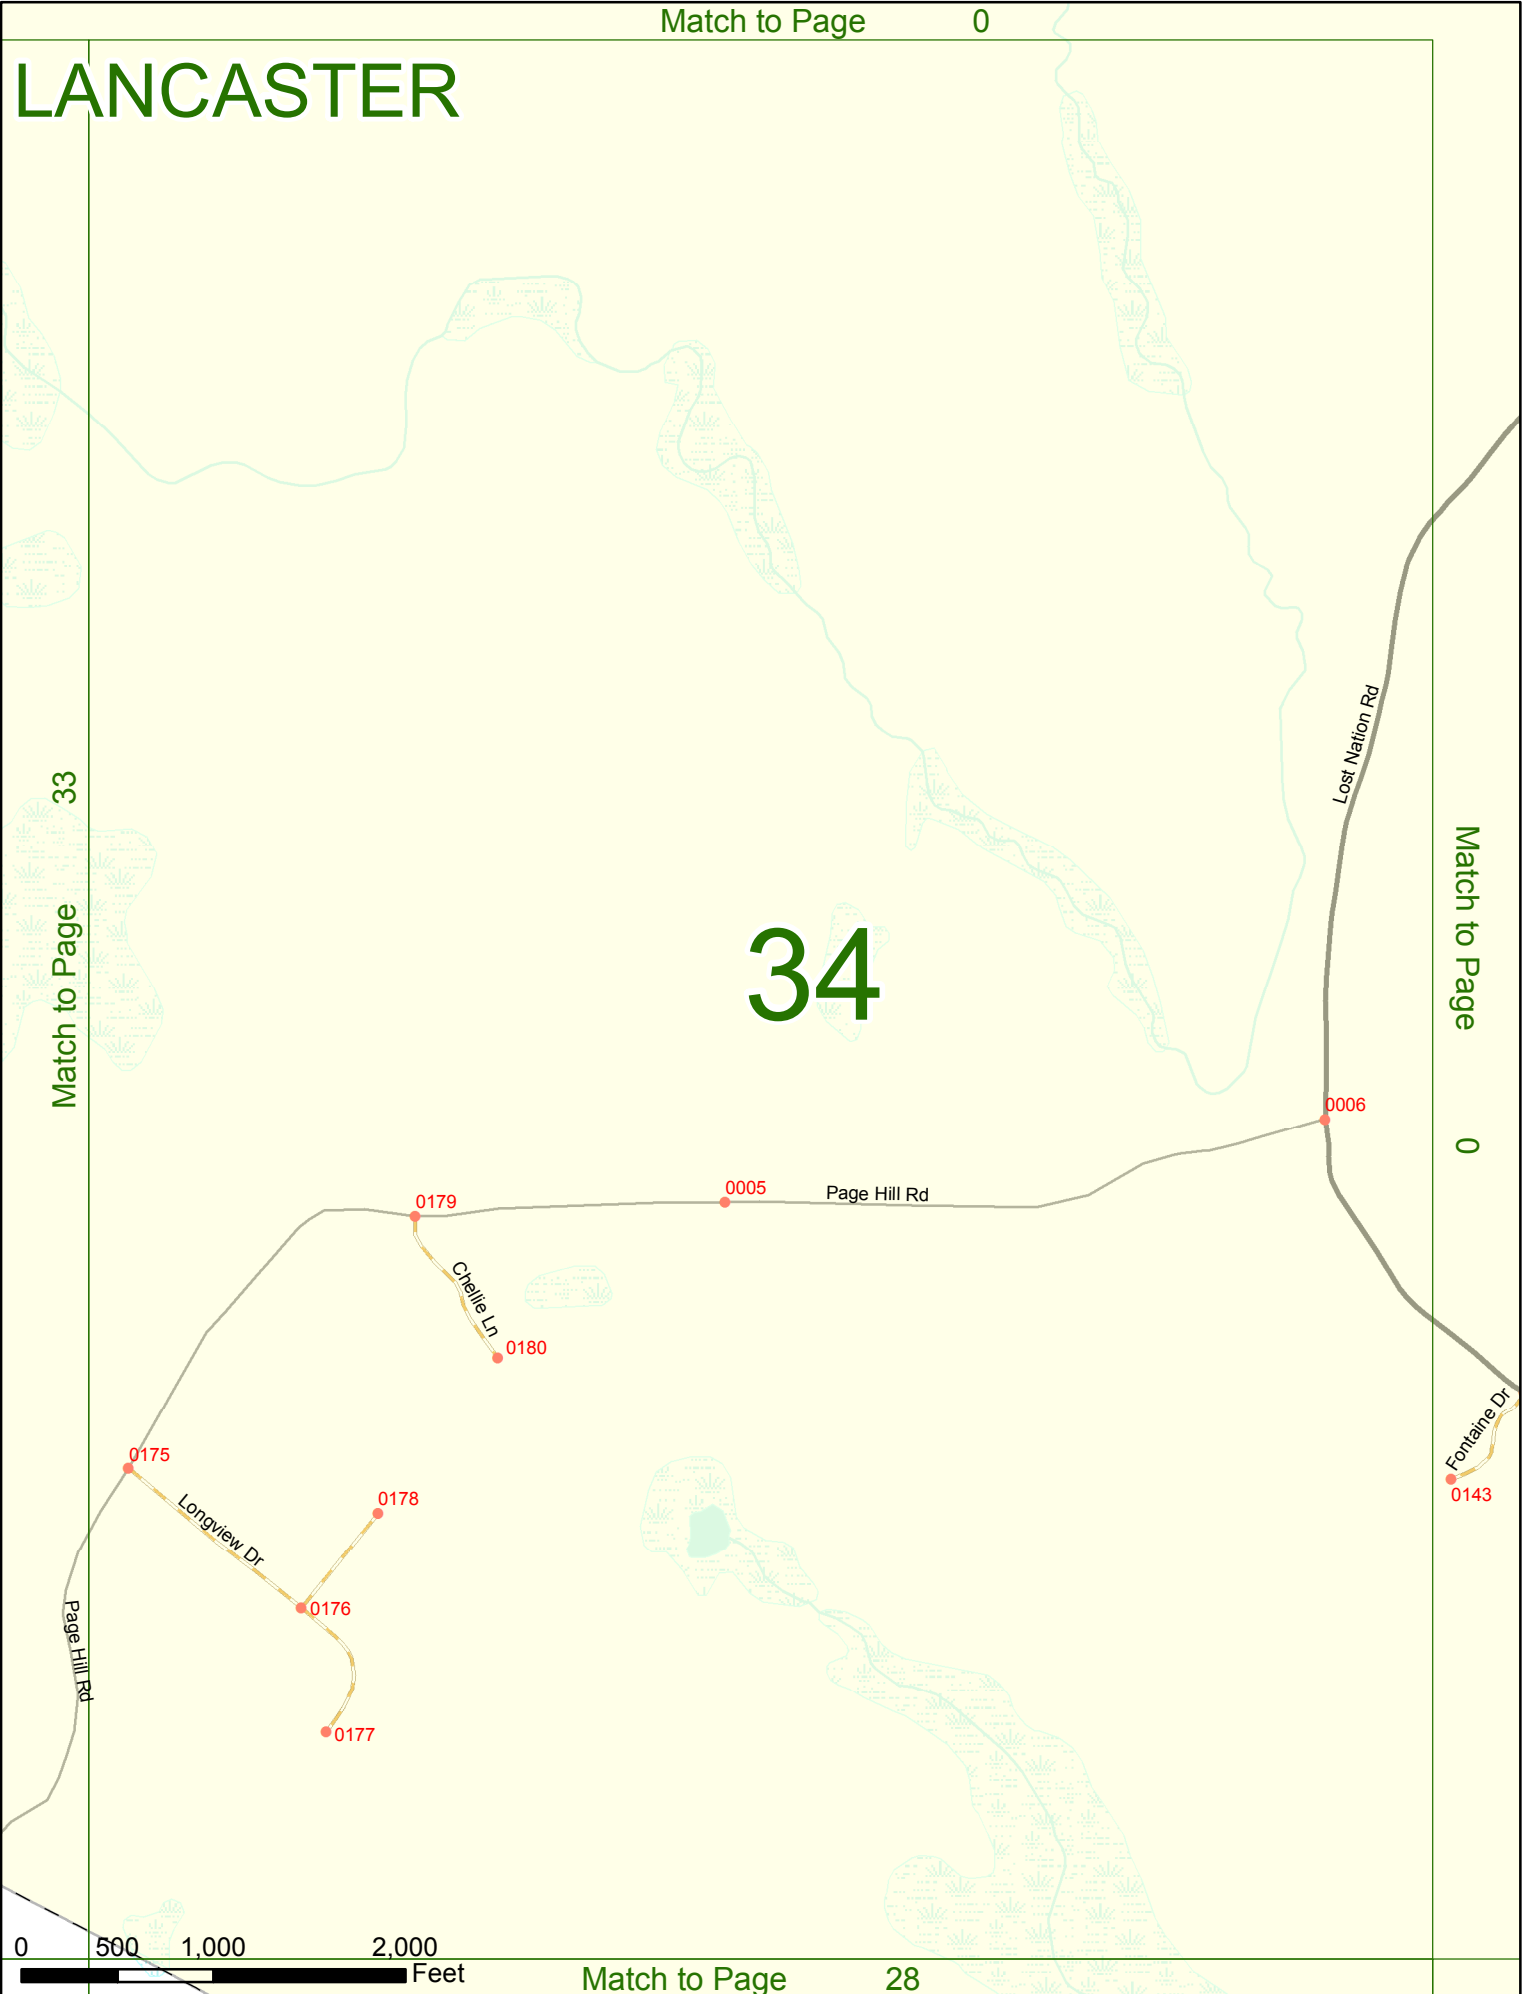 Match to Page 0
LANCASTER
Lost Nation Rd
Match to Page 33
Match to Page 0
34
0006
0179
0005
Page Hill Rd
Chellie Ln
0180
Fontaine Dr
0175
0143
0178
Longview Dr
0176
Page Hill Rd
0177
0 500 1,000 2,000
Feet
Match to Page 28